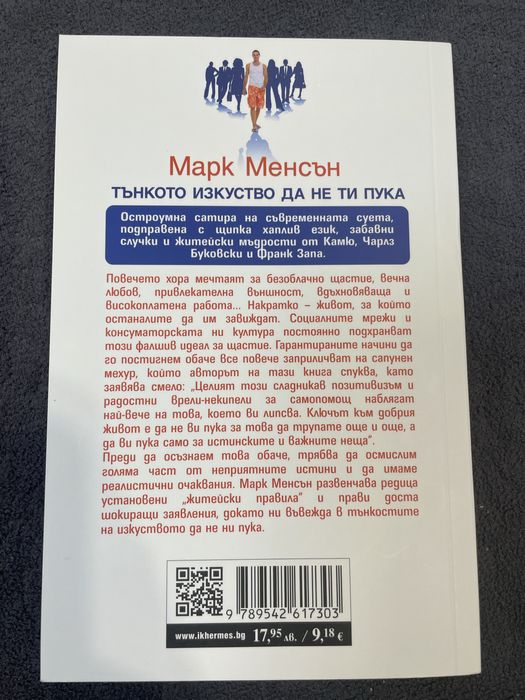 Марк Менсън
ТЪНКОТО ИЗКУСТВО ДА НЕ ТИ ПУКА
Остроумна сатира на съвременната суета,
подправена с щипка хаплив език, забавни
случки и житейски мъдрости от Камю, Чарлз
Буковски и Франк Запа.
Повечето хора мечтаят за безоблачно щастие, вечна
любов, привлекателна външност, вдъхновяваща и
високоплатена работа... Накратко – живот, за който
останалите да им завиждат. Социалните мрежи и
консуматорската ни култура постоянно подхранват
този фалшив идеал за щастие. Гарантираните начини да
го постигнем обаче все повече заприличват на сапунен
мехур, който авторът на тази книга спуква, като
заявява смело: „Целият този сладникав позитивизъм и
радостни врели-некипели за самопомощ наблягат
най-вече на това, което ви липсва. Ключът към добрия
живот е да не ви пука за това да трупате още и още, а
да ви пука само за истинските и важните неща”.
Преди да осъзнаем това обаче, трябва да осмислим
голяма част от неприятните истини и да имаме
реалистични очаквания. Марк Менсън развенчава редица
установени „житейски правила” и прави доста
шокиращи заявления, докато ни въвежда в тънкостите
на изкуството да не ни пука.
9 789542 617303
www.ikhermes.bg 17,95 лв. / 9,18 €